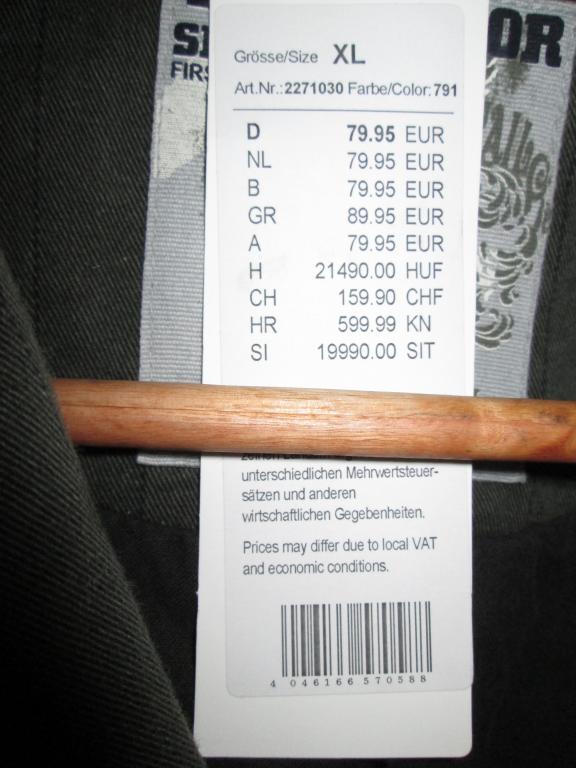 Grösse/Size XL
Art.Nr.:2271030 Farbe/Color:791
D 79.95 EUR
NL 79.95 EUR
B 79.95 EUR
GR 89.95 EUR
A 79.95 EUR
H 21490.00 HUF
CH 159.90 CHF
HR 599.99 KN
SI 19990.00 SIT
unterschiedlichen Mehrwertsteuer-
sätzen und anderen
wirtschaftlichen Gegebenheiten.
Prices may differ due to local VAT
and economic conditions.
4 046166 570588